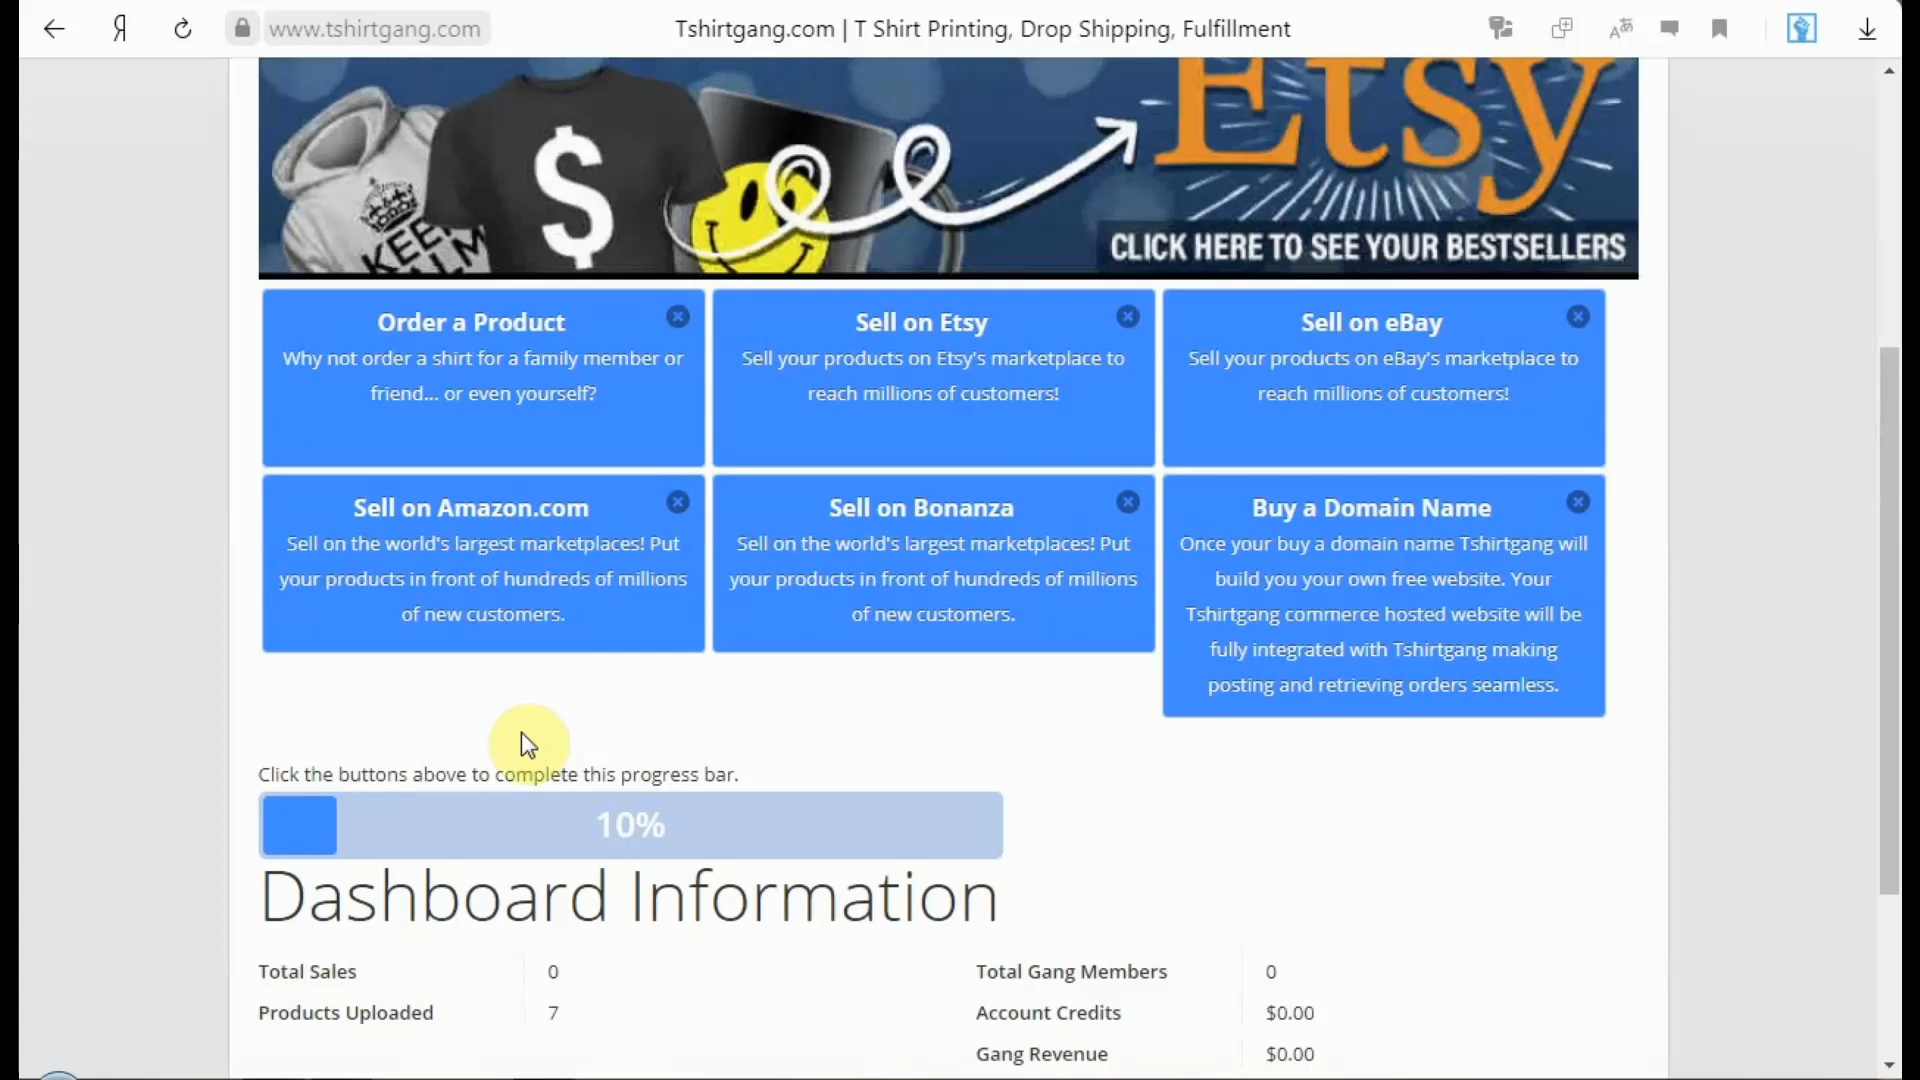 Я
www.tshirtgang.com
Tshirtgang.com | T Shirt Printing, Drop Shipping, Fulfillment
Etsy
$
KEEP
CALM
CLICK HERE TO SEE YOUR BESTSELLERS
Order a Product
Why not order a shirt for a family member or
friend... or even yourself?
Sell on Etsy
Sell your products on Etsy's marketplace to
reach millions of customers!
Sell on eBay
Sell your products on eBay's marketplace to
reach millions of customers!
Sell on Amazon.com
Sell on the world's largest marketplaces! Put
your products in front of hundreds of millions
of new customers.
Sell on Bonanza
Sell on the world's largest marketplaces! Put
your products in front of hundreds of millions
of new customers.
Buy a Domain Name
Once your buy a domain name Tshirtgang will
build you your own free website. Your
Tshirtgang commerce hosted website will be
fully integrated with Tshirtgang making
posting and retrieving orders seamless.
Click the buttons above to complete this progress bar.
10%
Dashboard Information
Total Sales 0
Products Uploaded 7
Total Gang Members 0
Account Credits $0.00
Gang Revenue $0.00